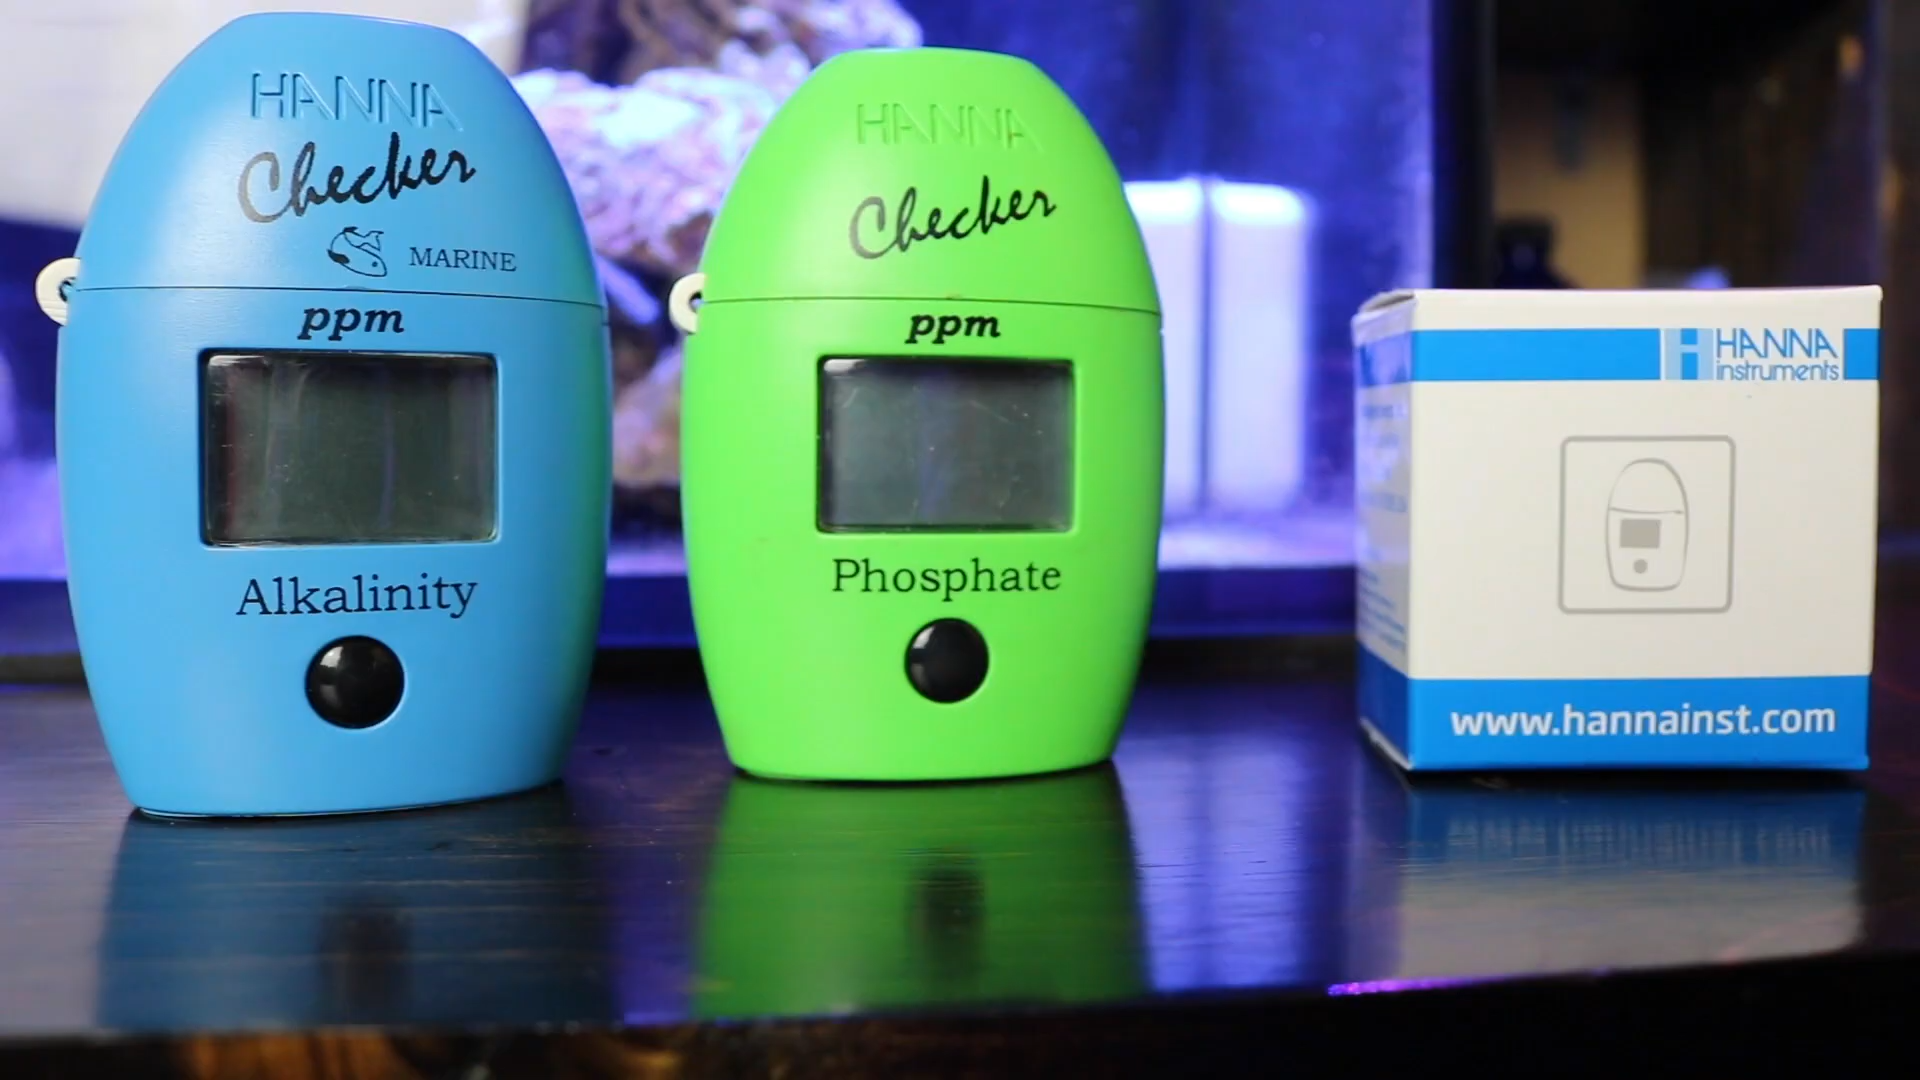 HANNA
Checker
MARINE
ppm
Alkalinity
HANNA
Checker
ppm
Phosphate
HANNA
instruments
www.hannainst.com